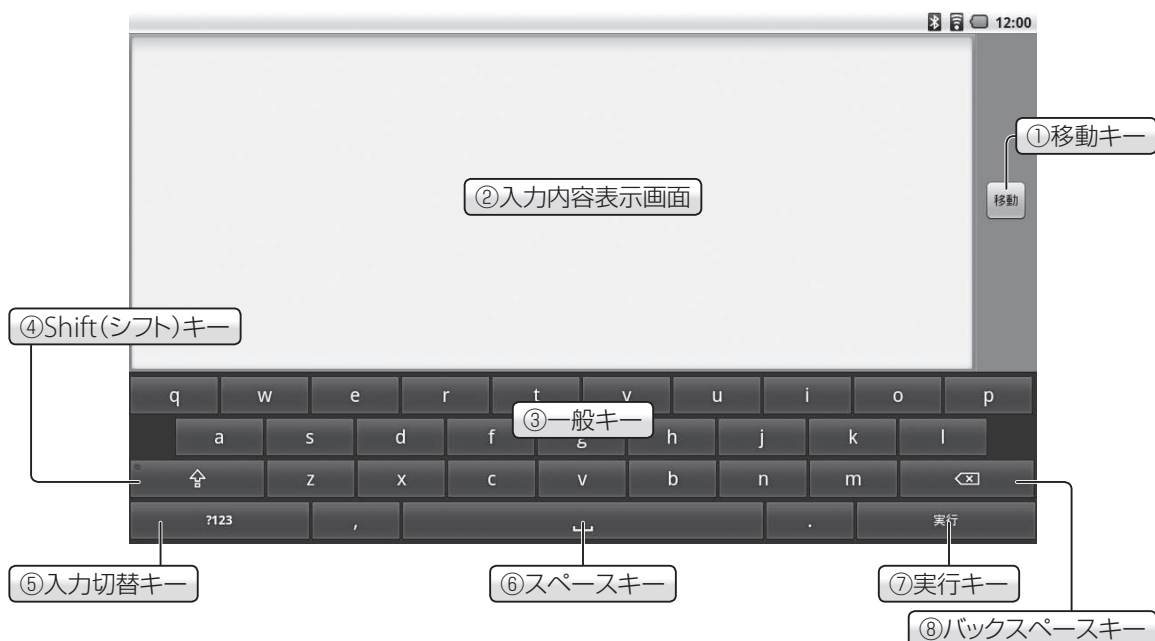 12:00
①移動キー
移動
②入力内容表示画面
④Shift(シフト)キー
q w e r t y u i o p
③一般キー
a s d f g h j k l
z x c v b n m
?123 , . 実行
⑤入力切替キー
⑥スペースキー
⑦実行キー
⑧バックスペースキー